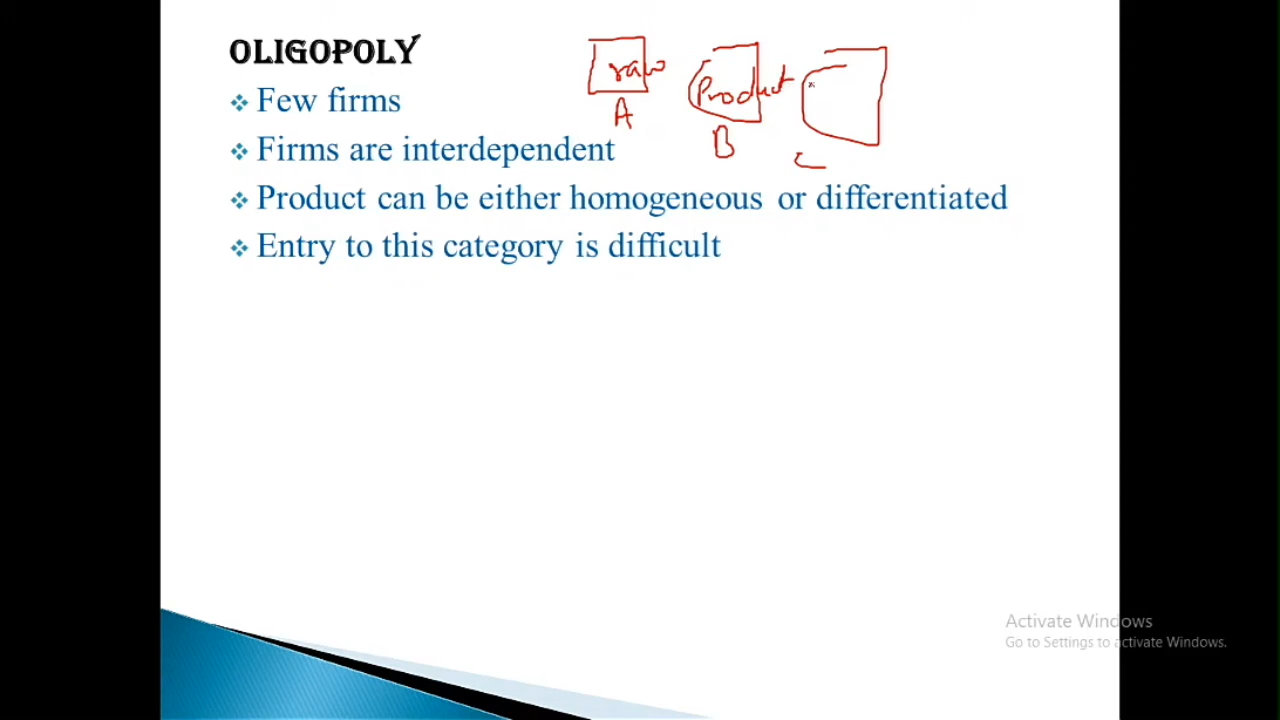 OLIGOPOLY
raw
Product
A
B
C
❖ Few firms
❖ Firms are interdependent
❖ Product can be either homogeneous or differentiated
❖ Entry to this category is difficult
Activate Windows
Go to Settings to activate Windows.